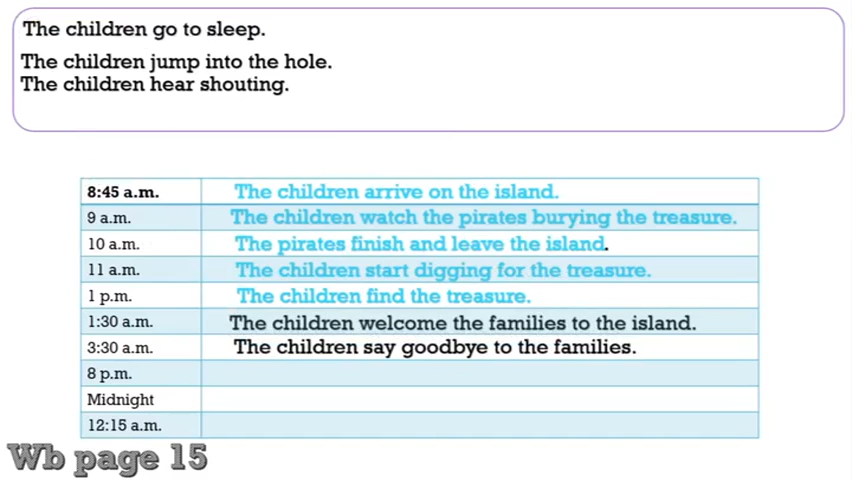 The children go to sleep.
The children jump into the hole.
The children hear shouting.
8:45 a.m. The children arrive on the island.
9 a.m. The children watch the pirates burying the treasure.
10 a.m. The pirates finish and leave the island.
11 a.m. The children start digging for the treasure.
1 p.m. The children find the treasure.
1:30 a.m. The children welcome the families to the island.
3:30 a.m. The children say goodbye to the families.
8 p.m.
Midnight
12:15 a.m.
Wb page 15